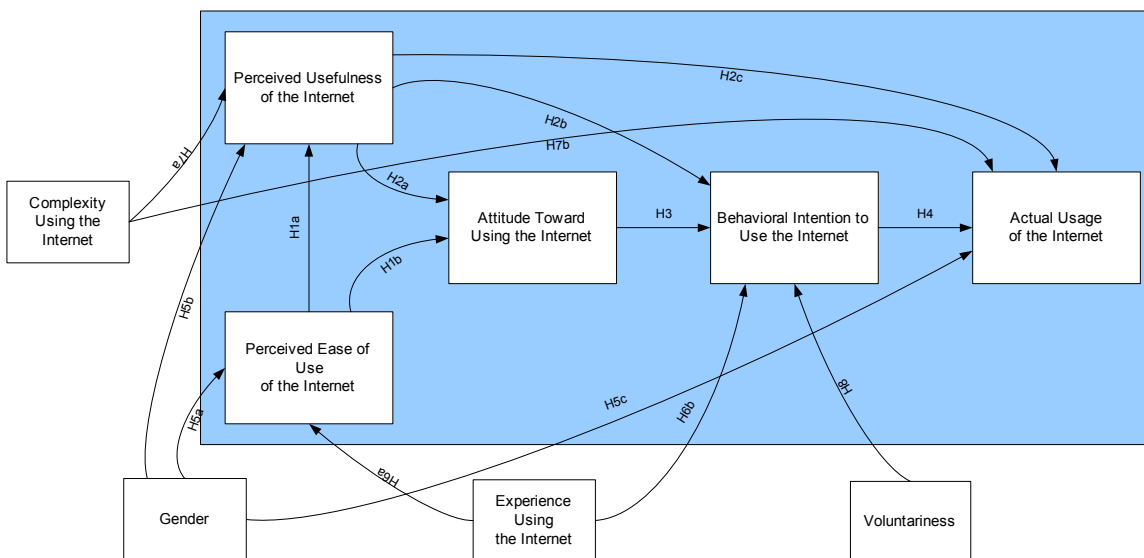 Perceived Usefulness
of the Internet
H2c
H2b
H7a
H7b
H2a
Complexity
Using the
Internet
Attitude Toward
Using the Internet
H3
Behavioral Intention to
Use the Internet
H4
Actual Usage
of the Internet
H1a
H1b
H5b
Perceived Ease of
Use
of the Internet
H5a
H5c
H6b
H8
H6a
Gender
Experience
Using
the Internet
Voluntariness